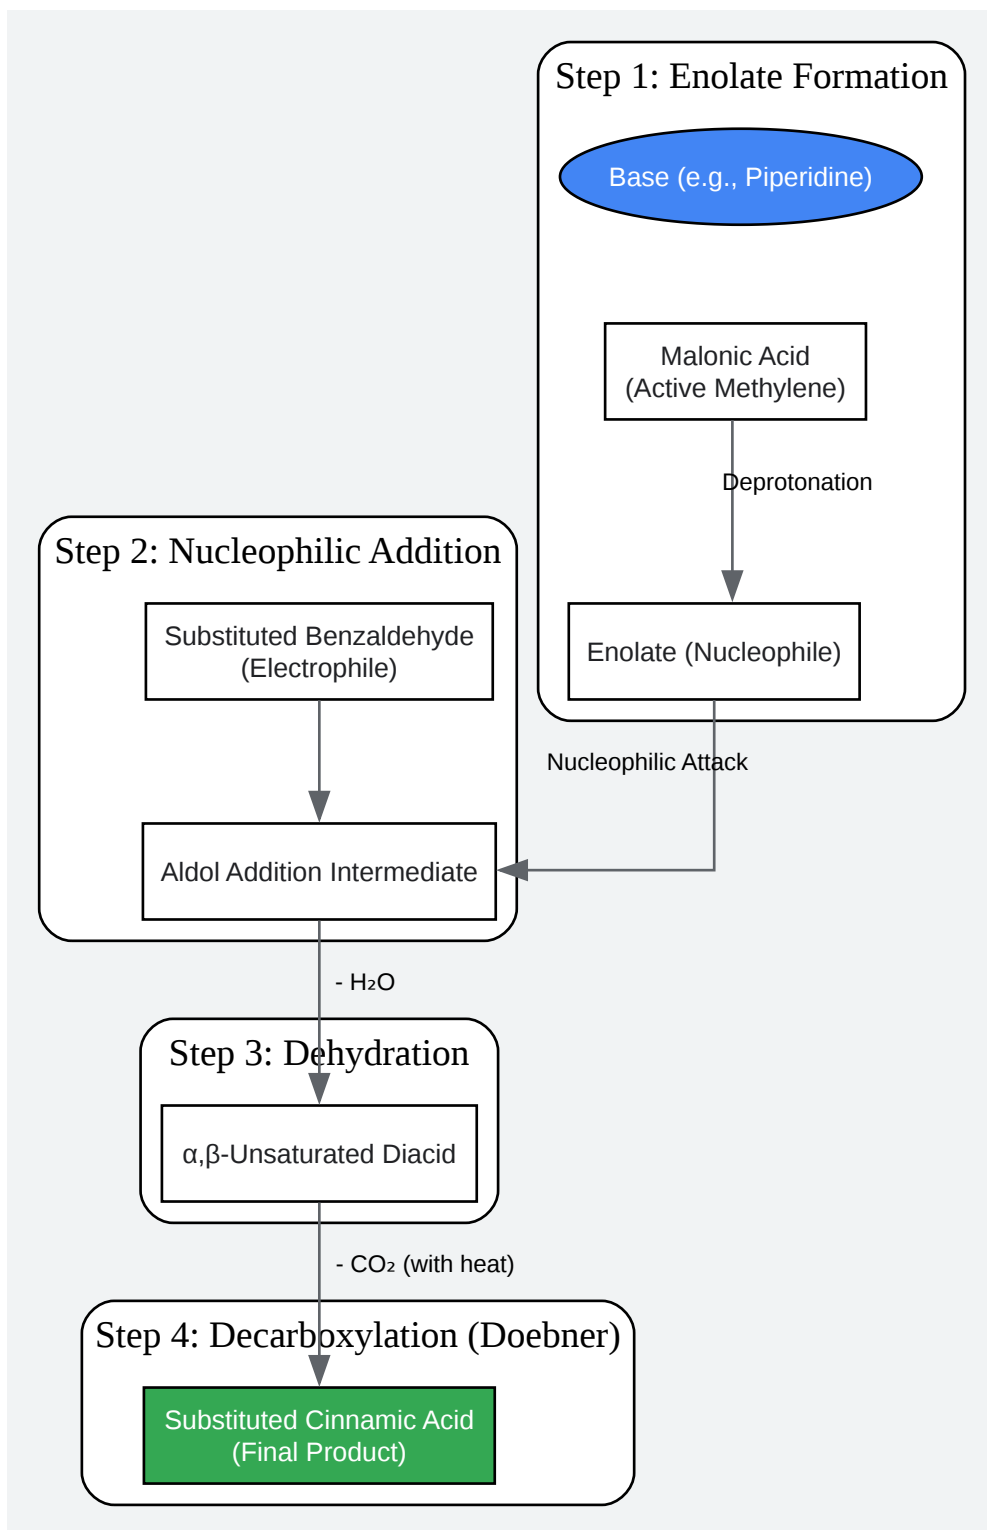 Step 1: Enolate Formation
Base (e.g., Piperidine)
Malonic Acid
(Active Methylene)
Deprotonation
Enolate (Nucleophile)
Step 2: Nucleophilic Addition
Substituted Benzaldehyde
(Electrophile)
Nucleophilic Attack
Aldol Addition Intermediate
- H₂O
Step 3: Dehydration
α,β-Unsaturated Diacid
- CO₂ (with heat)
Step 4: Decarboxylation (Doebner)
Substituted Cinnamic Acid
(Final Product)